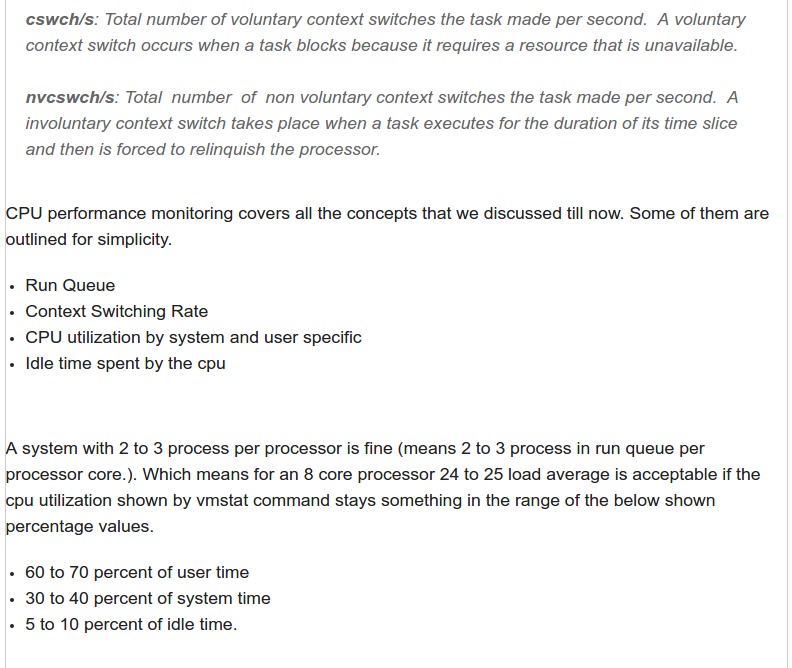 cswch/s: Total number of voluntary context switches the task made per second.  A voluntary
context switch occurs when a task blocks because it requires a resource that is unavailable.
nvcswch/s: Total  number  of  non voluntary context switches the task made per second.  A
involuntary context switch takes place when a task executes for the duration of its time slice
and then is forced to relinquish the processor.
CPU performance monitoring covers all the concepts that we discussed till now. Some of them are
outlined for simplicity.
• Run Queue
• Context Switching Rate
• CPU utilization by system and user specific
• Idle time spent by the cpu
A system with 2 to 3 process per processor is fine (means 2 to 3 process in run queue per
processor core.). Which means for an 8 core processor 24 to 25 load average is acceptable if the
cpu utilization shown by vmstat command stays something in the range of the below shown
percentage values.
• 60 to 70 percent of user time
• 30 to 40 percent of system time
• 5 to 10 percent of idle time.